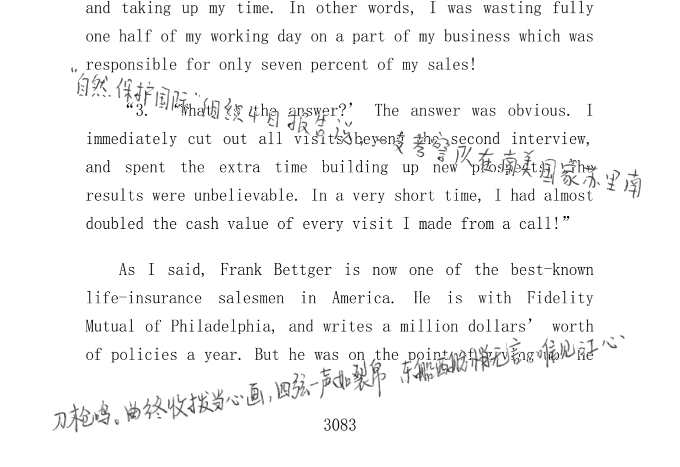 and taking up my time. In other words, I was wasting fully
one half of my working day on a part of my business which was
responsible for only seven percent of my sales!
“自然保护国际”组织4日报告说，一支考察队在南美国家苏里南
“3. “What is the answer?’ The answer was obvious. I
immediately cut out all visits beyond the second interview,
and spent the extra time building up new prospects. The
results were unbelievable. In a very short time, I had almost
doubled the cash value of every visit I made from a call!”
As I said, Frank Bettger is now one of the best-known
life-insurance salesmen in America. He is with Fidelity
Mutual of Philadelphia, and writes a million dollars’ worth
of policies a year. But he was on the point of giving up. He
刀枪鸣。曲终收拨当心画，四弦一声如裂帛 东船西舫悄无言，唯见江心
3083